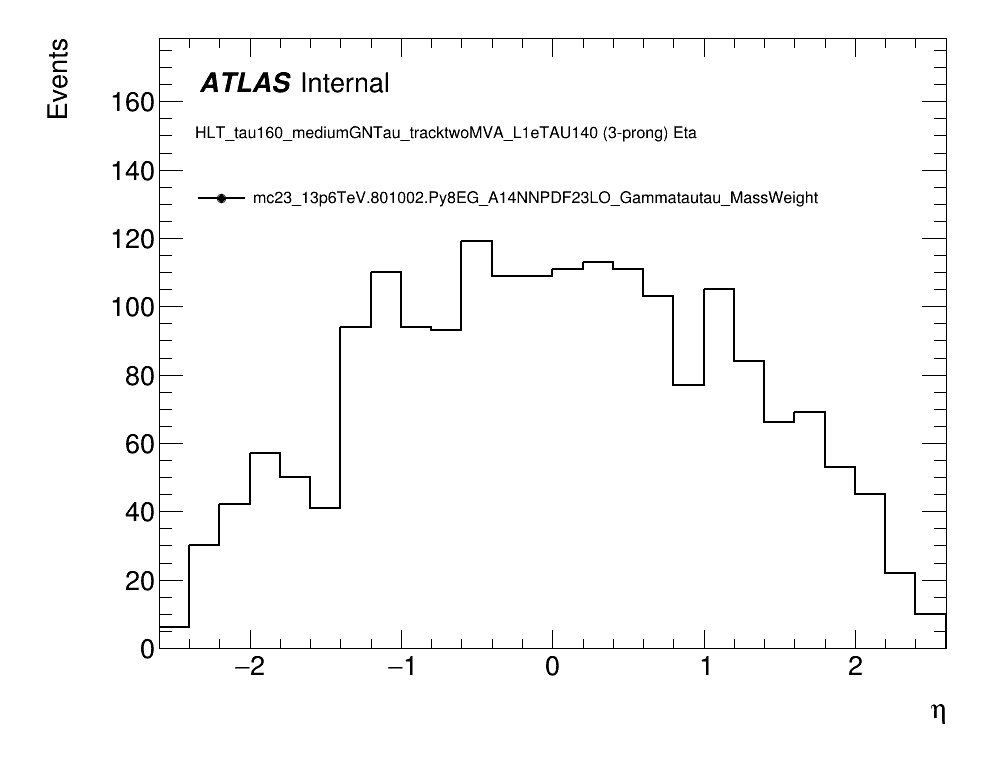 Events
ATLAS Internal
HLT_tau160_mediumGNTau_tracktwoMVA_L1eTAU140 (3-prong) Eta
mc23_13p6TeV.801002.Py8EG_A14NNPDF23LO_Gammatautau_MassWeight
160
140
120
100
80
60
40
20
0
−2 −1 0 1 2
η